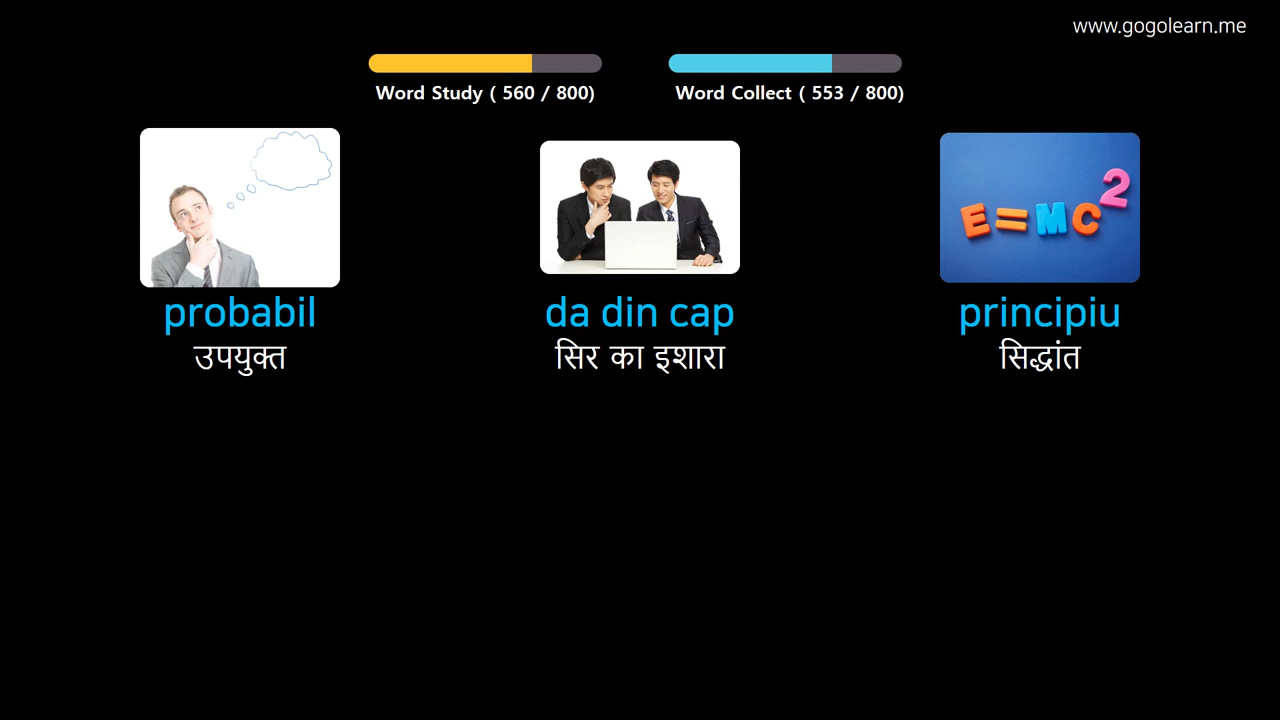 www.gogolearn.me
Word Study ( 560 / 800)
Word Collect ( 553 / 800)
E=MC2
probabil
da din cap
principiu
उपयुक्त
सिर का इशारा
सिद्धांत